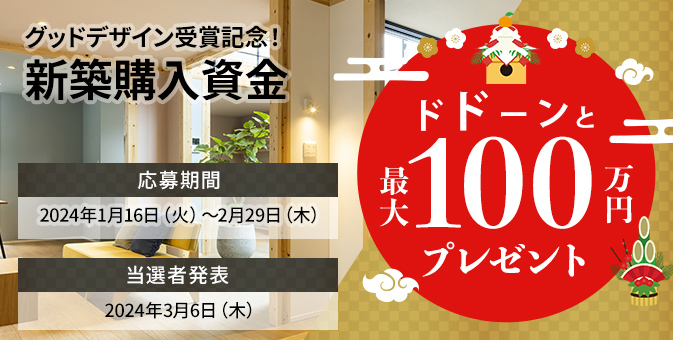 グッドデザイン受賞記念！
新築購入資金
応募期間
2024年1月16日（火）～2月29日（木）
当選者発表
2024年3月6日（木）
ドドーンと
最大100万円
プレゼント